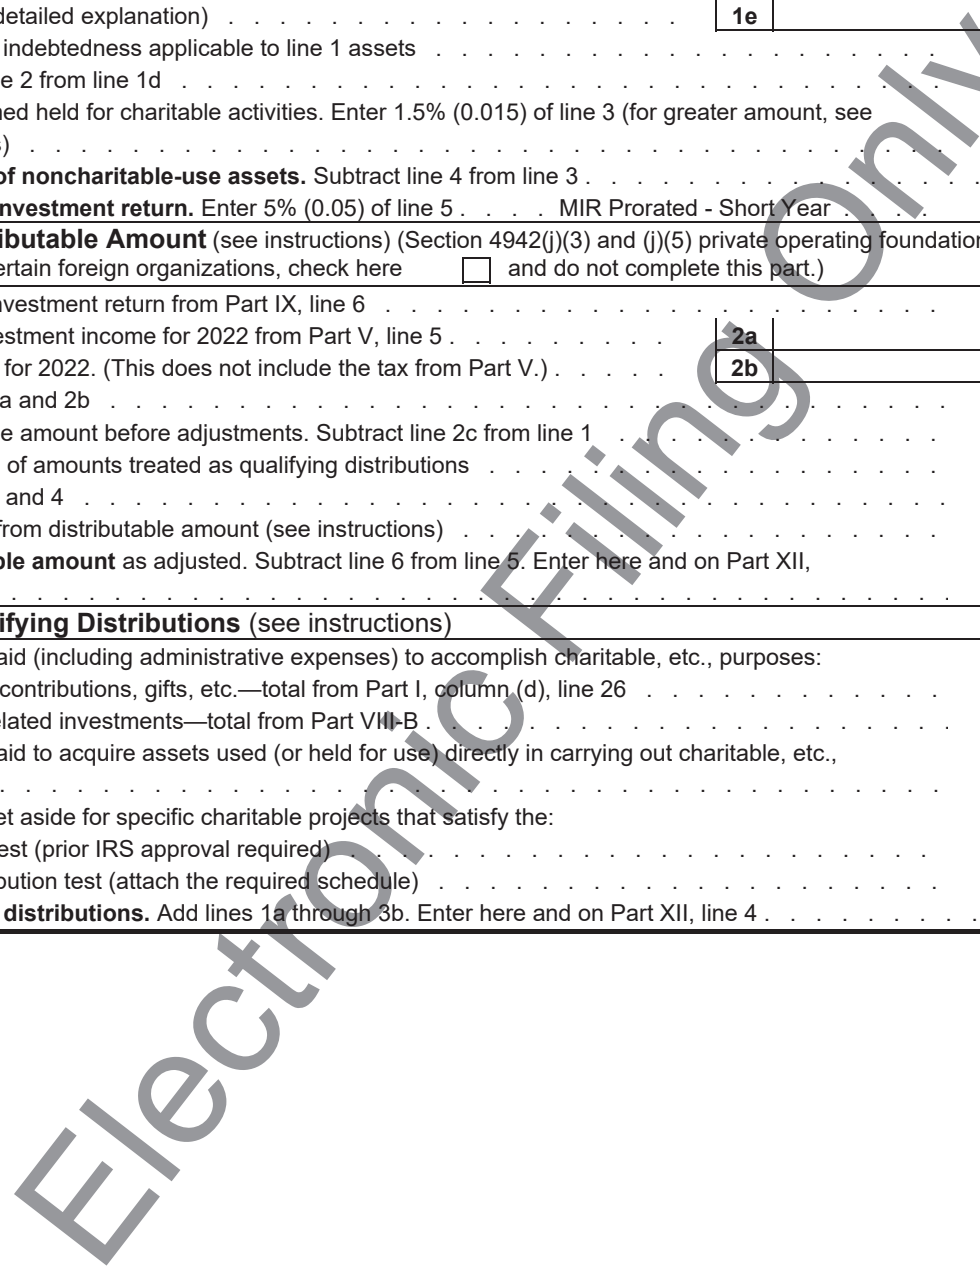 detailed explanation) . . . . . . . . . . . . . . . . . 1e
indebtedness applicable to line 1 assets . . . . . . . . . . . . . . . . . . .
e 2 from line 1d . . . . . . . . . . . . . . . . . . . . . . . . . . . . .
ed held for charitable activities. Enter 1.5% (0.015) of line 3 (for greater amount, see
) . . . . . . . . . . . . . . . . . . . . . . . . . . . . . . . . . . .
of noncharitable-use assets. Subtract line 4 from line 3 . . . . . . . . . . . . . . .
nvestment return. Enter 5% (0.05) of line 5 . . . . MIR Prorated - Short Year . . . .
ibutable Amount (see instructions) (Section 4942(j)(3) and (j)(5) private operating foundation
ertain foreign organizations, check here and do not complete this part.)
nvestment return from Part IX, line 6 . . . . . . . . . . . . . . . . . . . . .
estment income for 2022 from Part V, line 5 . . . . . . . . . 2a
for 2022. (This does not include the tax from Part V.) . . . . . 2b
a and 2b . . . . . . . . . . . . . . . . . . . . . . . . . . . . . . . .
e amount before adjustments. Subtract line 2c from line 1 . . . . . . . . . . . .
of amounts treated as qualifying distributions . . . . . . . . . . . . . . . . .
and 4 . . . . . . . . . . . . . . . . . . . . . . . . . . . . . . . . .
from distributable amount (see instructions) . . . . . . . . . . . . . . . . . .
ble amount as adjusted. Subtract line 6 from line 5. Enter here and on Part XII,
. . . . . . . . . . . . . . . . . . . . . . . . . . . . . . . . . . . .
ifying Distributions (see instructions)
aid (including administrative expenses) to accomplish charitable, etc., purposes:
contributions, gifts, etc.—total from Part I, column (d), line 26 . . . . . . . . . . .
elated investments—total from Part VIII-B . . . . . . . . . . . . . . . . . . .
aid to acquire assets used (or held for use) directly in carrying out charitable, etc.,
. . . . . . . . . . . . . . . . . . . . . . . . . . . . . . . . . . . .
et aside for specific charitable projects that satisfy the:
est (prior IRS approval required) . . . . . . . . . . . . . . . . . . . . . . .
bution test (attach the required schedule) . . . . . . . . . . . . . . . . . . .
distributions. Add lines 1a through 3b. Enter here and on Part XII, line 4 . . . . . . . . .
Electronic Filing Only